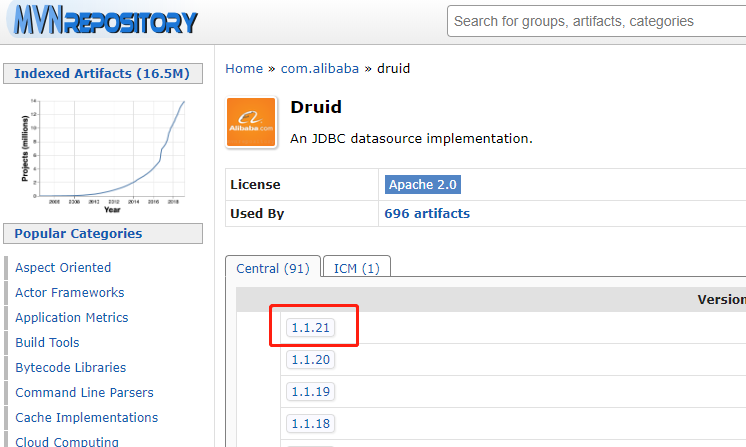 MVNREPOSITORY
Search for groups, artifacts, categories
Indexed Artifacts (16.5M)
Projects (millions)
16
14
12
10
8
6
4
2
0
2006 2008 2010 2012 2014 2016 2018
Year
Popular Categories
Aspect Oriented
Actor Frameworks
Application Metrics
Build Tools
Bytecode Libraries
Command Line Parsers
Cache Implementations
Cloud Computing
Home » com.alibaba » druid
Alibaba.com
Druid
An JDBC datasource implementation.
License Apache 2.0
Used By 696 artifacts
Central (91) ICM (1)
Version
1.1.21
1.1.20
1.1.19
1.1.18